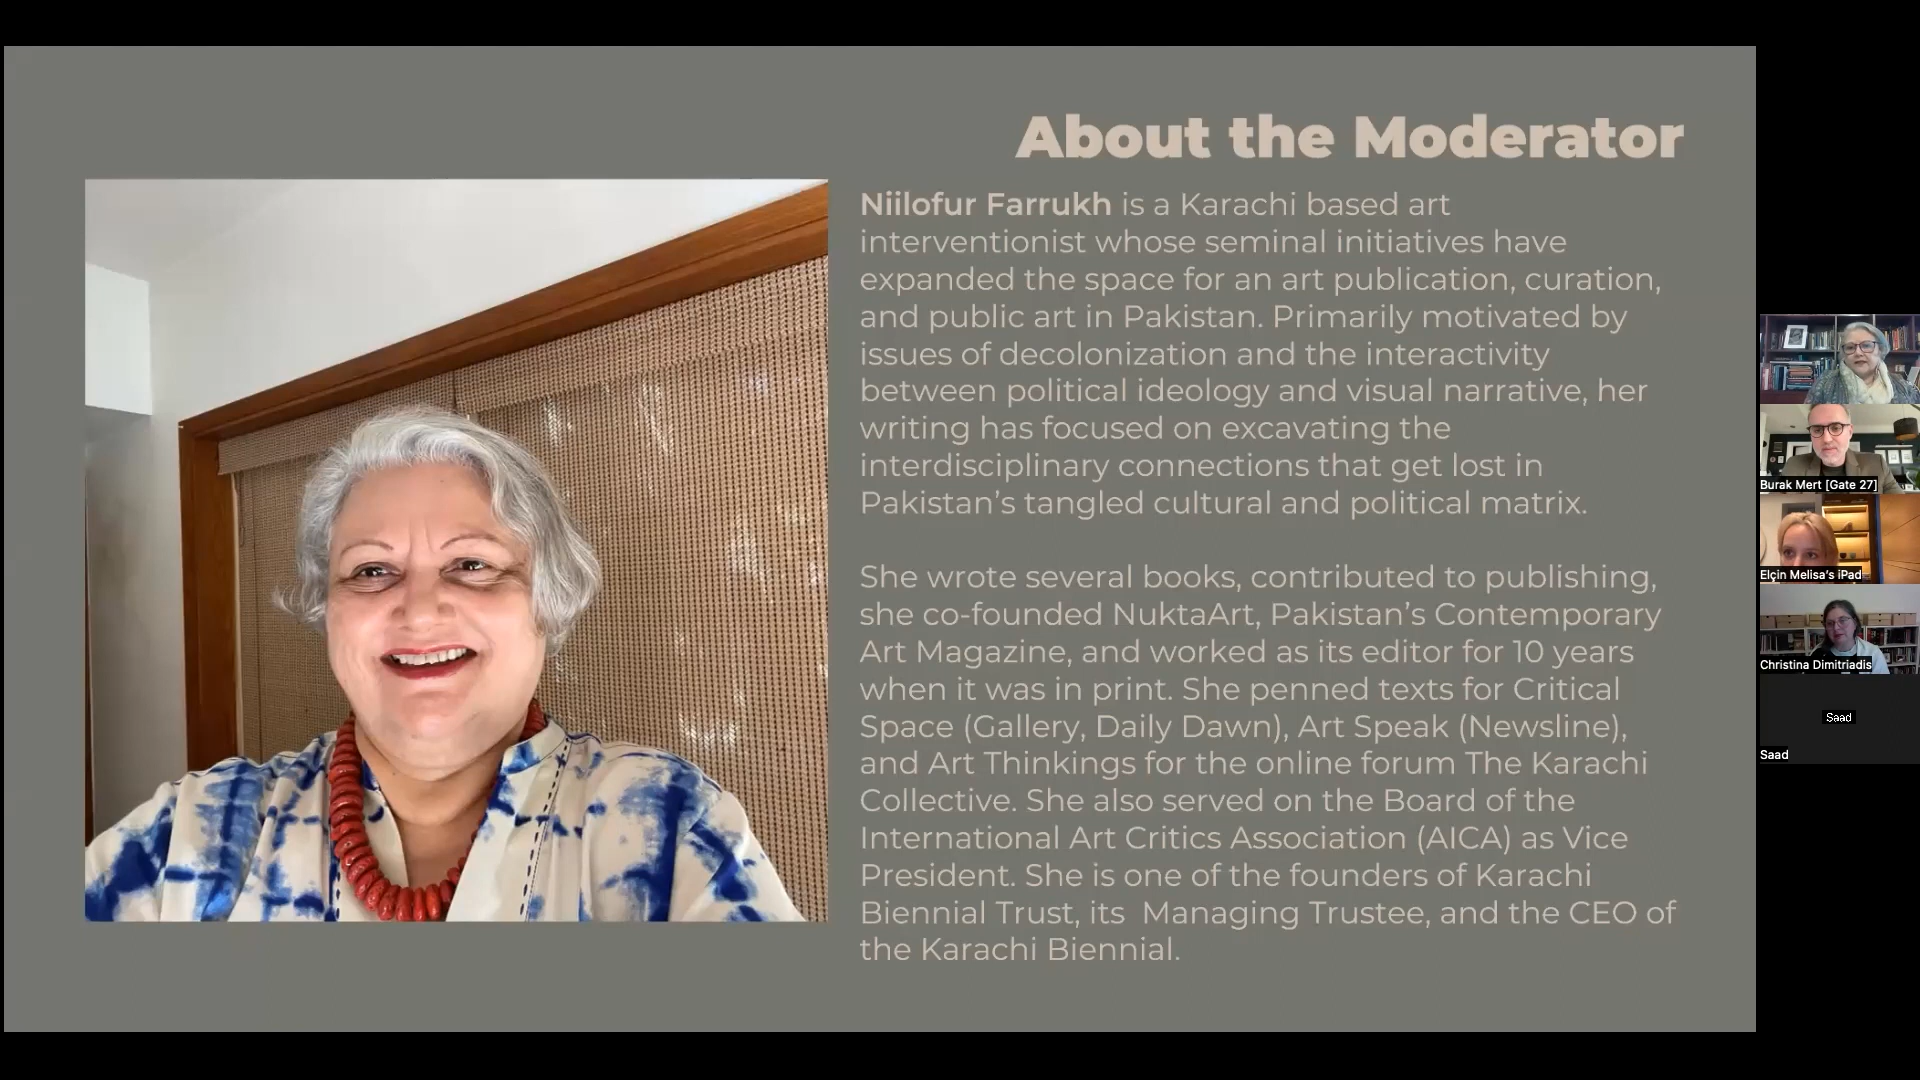 About the Moderator
Niilofur Farrukh is a Karachi based art
interventionist whose seminal initiatives have
expanded the space for an art publication, curation,
and public art in Pakistan. Primarily motivated by
issues of decolonization and the interactivity
between political ideology and visual narrative, her
writing has focused on excavating the
interdisciplinary connections that get lost in
Pakistan’s tangled cultural and political matrix.
She wrote several books, contributed to publishing,
she co-founded NuktaArt, Pakistan’s Contemporary
Art Magazine, and worked as its editor for 10 years
when it was in print. She penned texts for Critical
Space (Gallery, Daily Dawn), Art Speak (Newsline),
and Art Thinkings for the online forum The Karachi
Collective. She also served on the Board of the
International Art Critics Association (AICA) as Vice
President. She is one of the founders of Karachi
Biennial Trust, its  Managing Trustee, and the CEO of
the Karachi Biennial.
Burak Mert [Gate 27]
Elçin Melisa’s iPad
Christina Dimitriadis
Saad
Saad